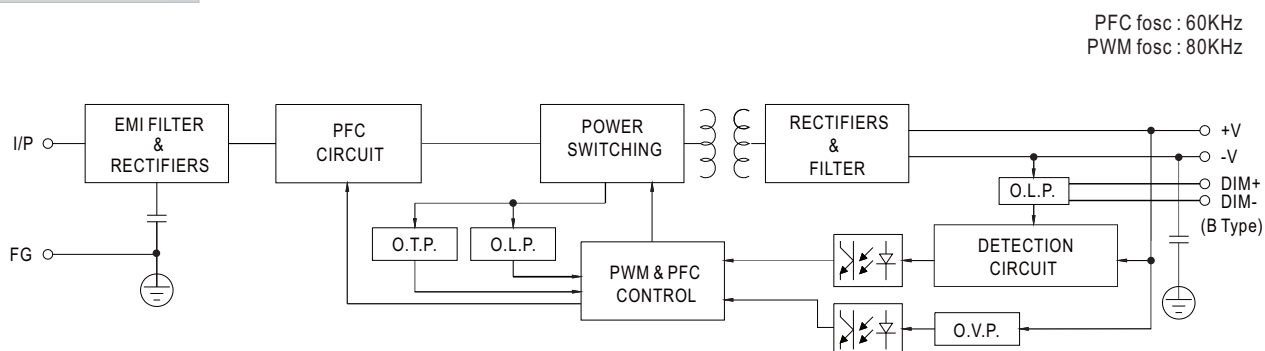 PFC fosc : 60KHz
PWM fosc : 80KHz
I/P
EMI FILTER
&
RECTIFIERS
PFC
CIRCUIT
POWER
SWITCHING
RECTIFIERS
&
FILTER
+V
-V
DIM+
DIM-
(B Type)
O.L.P.
FG
O.T.P.
O.L.P.
PWM & PFC
CONTROL
DETECTION
CIRCUIT
O.V.P.